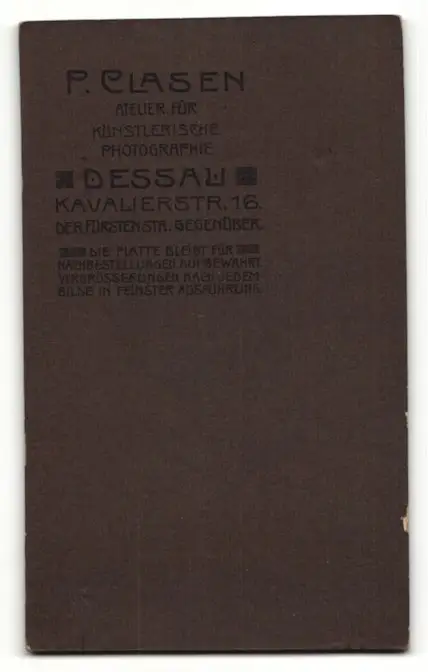 P. CLASEN
ATELIER FÜR
KÜNSTLERISCHE
PHOTOGRAPHIE
DESSAU
KAVALIERSTR. 16.
DER FÜRSTENSTR. GEGENÜBER.
DIE PLATTE BLEIBT FÜR
NACHBESTELLUNGEN AUFBEWAHRT
VERGRÖSSERUNGEN NACH JEDEM
BILDE IN FEINSTER AUSFÜHRUNG.